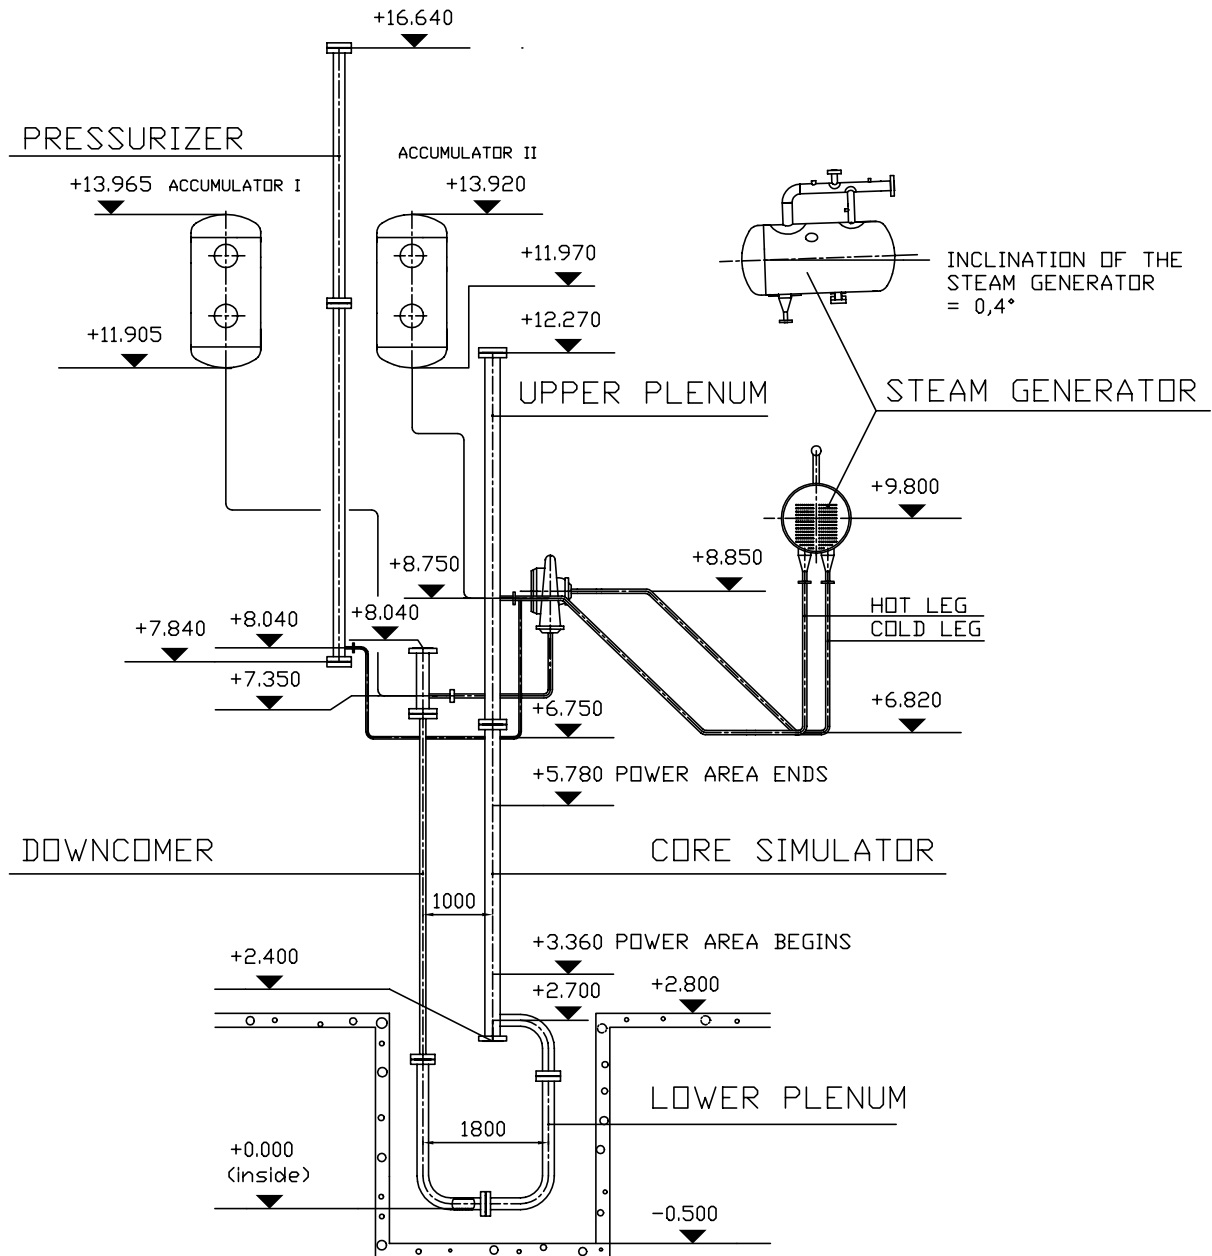 +16.640
PRESSURIZER
ACCUMULATOR II
+13.965 ACCUMULATOR I
+13.920
+11.970
INCLINATION OF THE
STEAM GENERATOR
= 0,4°
+11.905
+12.270
UPPER PLENUM
STEAM GENERATOR
+9.800
+8.750
+8.850
HOT LEG
COLD LEG
+8.040
+8.040
+7.840
+7.350
+6.750
+6.820
+5.780 POWER AREA ENDS
DOWNCOMER
CORE SIMULATOR
1000
+3.360 POWER AREA BEGINS
+2.400
+2.700
+2.800
LOWER PLENUM
1800
+0.000
(inside)
-0.500